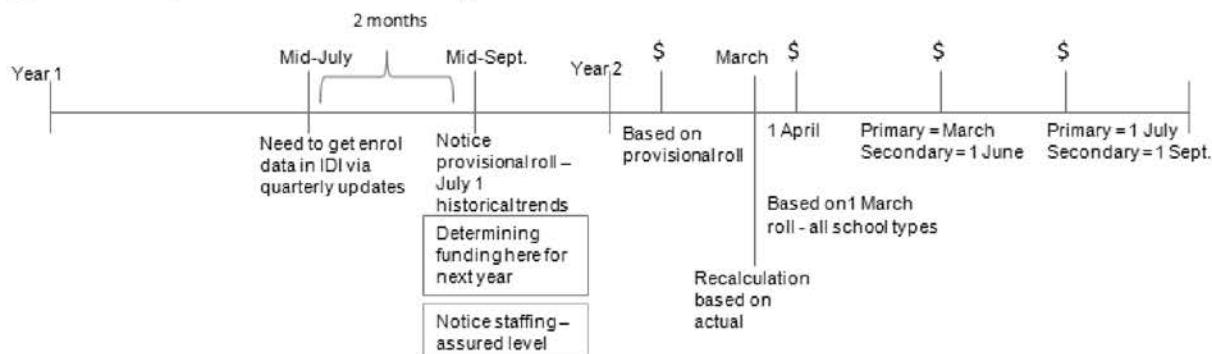 2 months
Year 1
Mid-July
Mid-Sept.
Year 2
$
March
$
$
$
Need to get enrol
data in IDI via
quarterly updates
Notice
provisional roll –
July 1
historical trends
Determining
funding here for
next year
Notice staffing –
assured level
Based on
provisional roll
1 April
Based on 1 March
roll - all school types
Recalculation
based on
actual
Primary = March
Secondary = 1 June
Primary = 1 July
Secondary = 1 Sept.